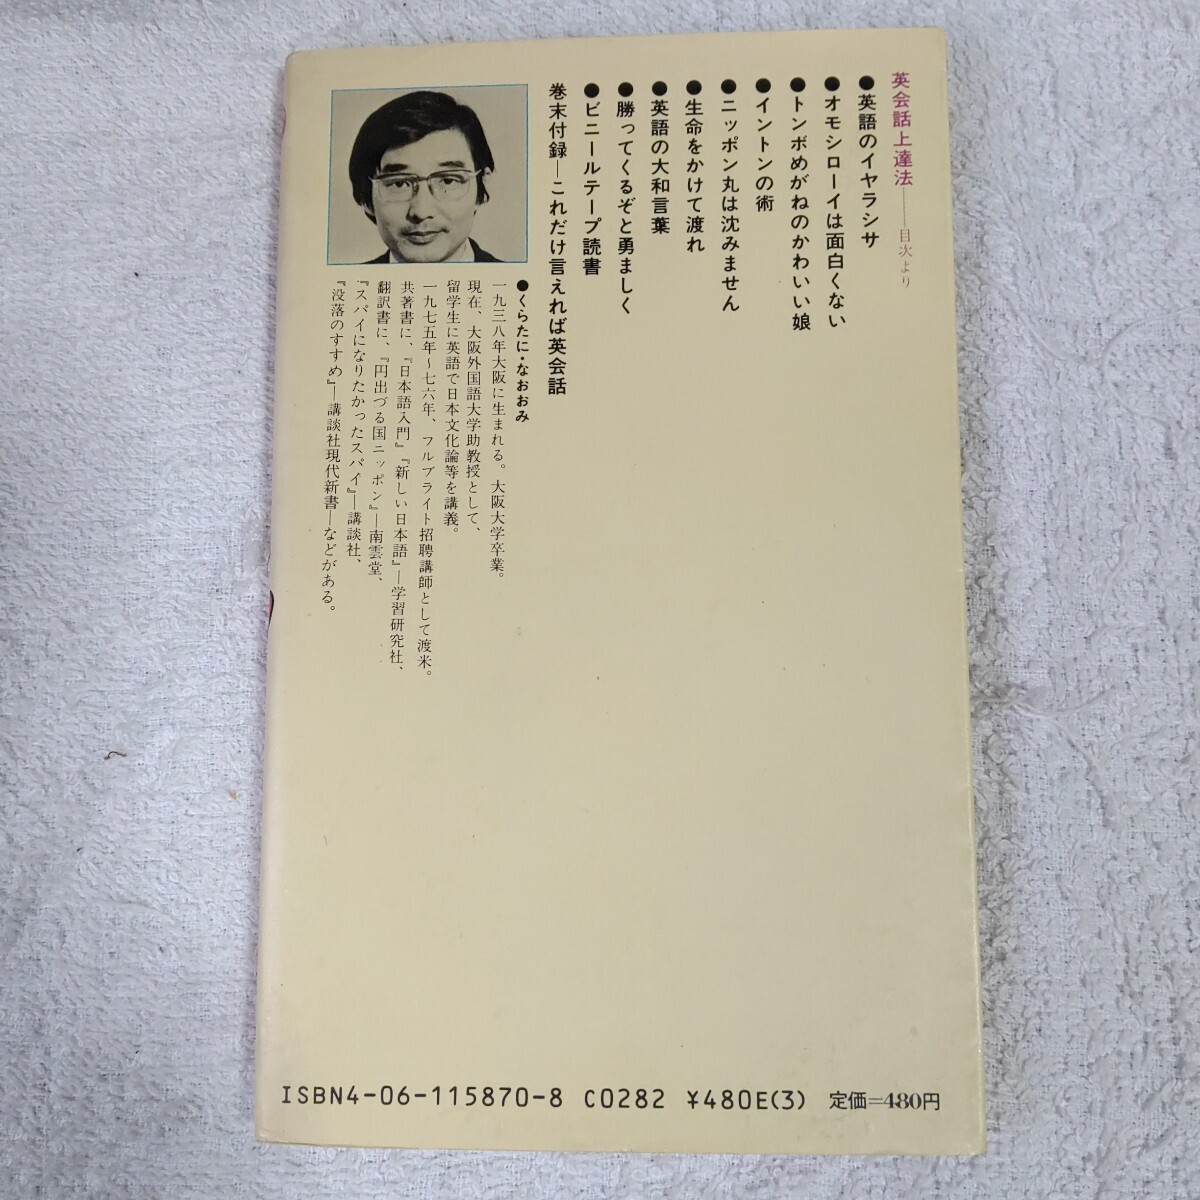 英会話上達法——目次より
●英語のイヤラシサ
●オモシローイは面白くない
●トンボめがねのかわいい娘
●イントンの術
●ニッポン丸は沈みません
●生命をかけて渡れ
●英語の大和言葉
●勝ってくるぞと勇ましく
●ビニールテープ読書
巻末付録—これだけ言えれば英会話
●くらたに・なおおみ
一九三八年大阪に生まれる。大阪大学卒業。
現在、大阪外国語大学助教授として、
留学生に英語で日本文化論等を講義。
一九七五年～七六年、フルブライト招聘講師として渡米。
共著書に、『日本語入門』『新しい日本語』—学習研究社、
翻訳書に、『円出づる国ニッポン』—南雲堂、
『スパイになりたかったスパイ』—講談社、
『没落のすすめ』—講談社現代新書—などがある。
ISBN4-06-115870-8 C0282 ¥480E(3) 定価=480円